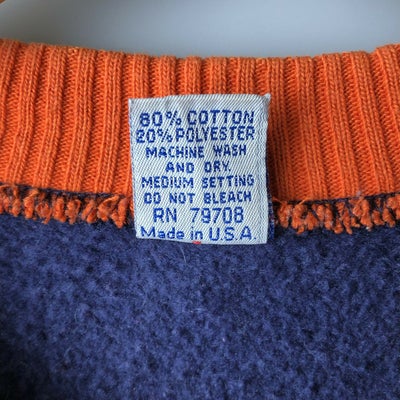 80% COTTON
20% POLYESTER
MACHINE WASH
AND DRY
MEDIUM SETTING
DO NOT BLEACH
RN 79708
Made in U.S.A